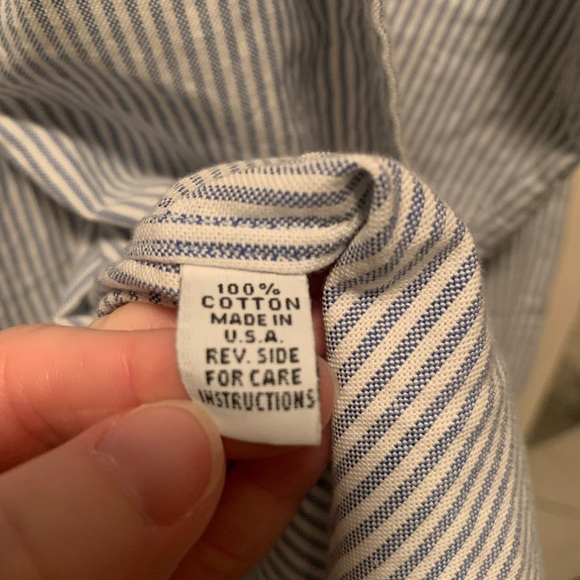 100%
COTTON
MADE IN
U.S.A.
REV. SIDE
FOR CARE
INSTRUCTIONS